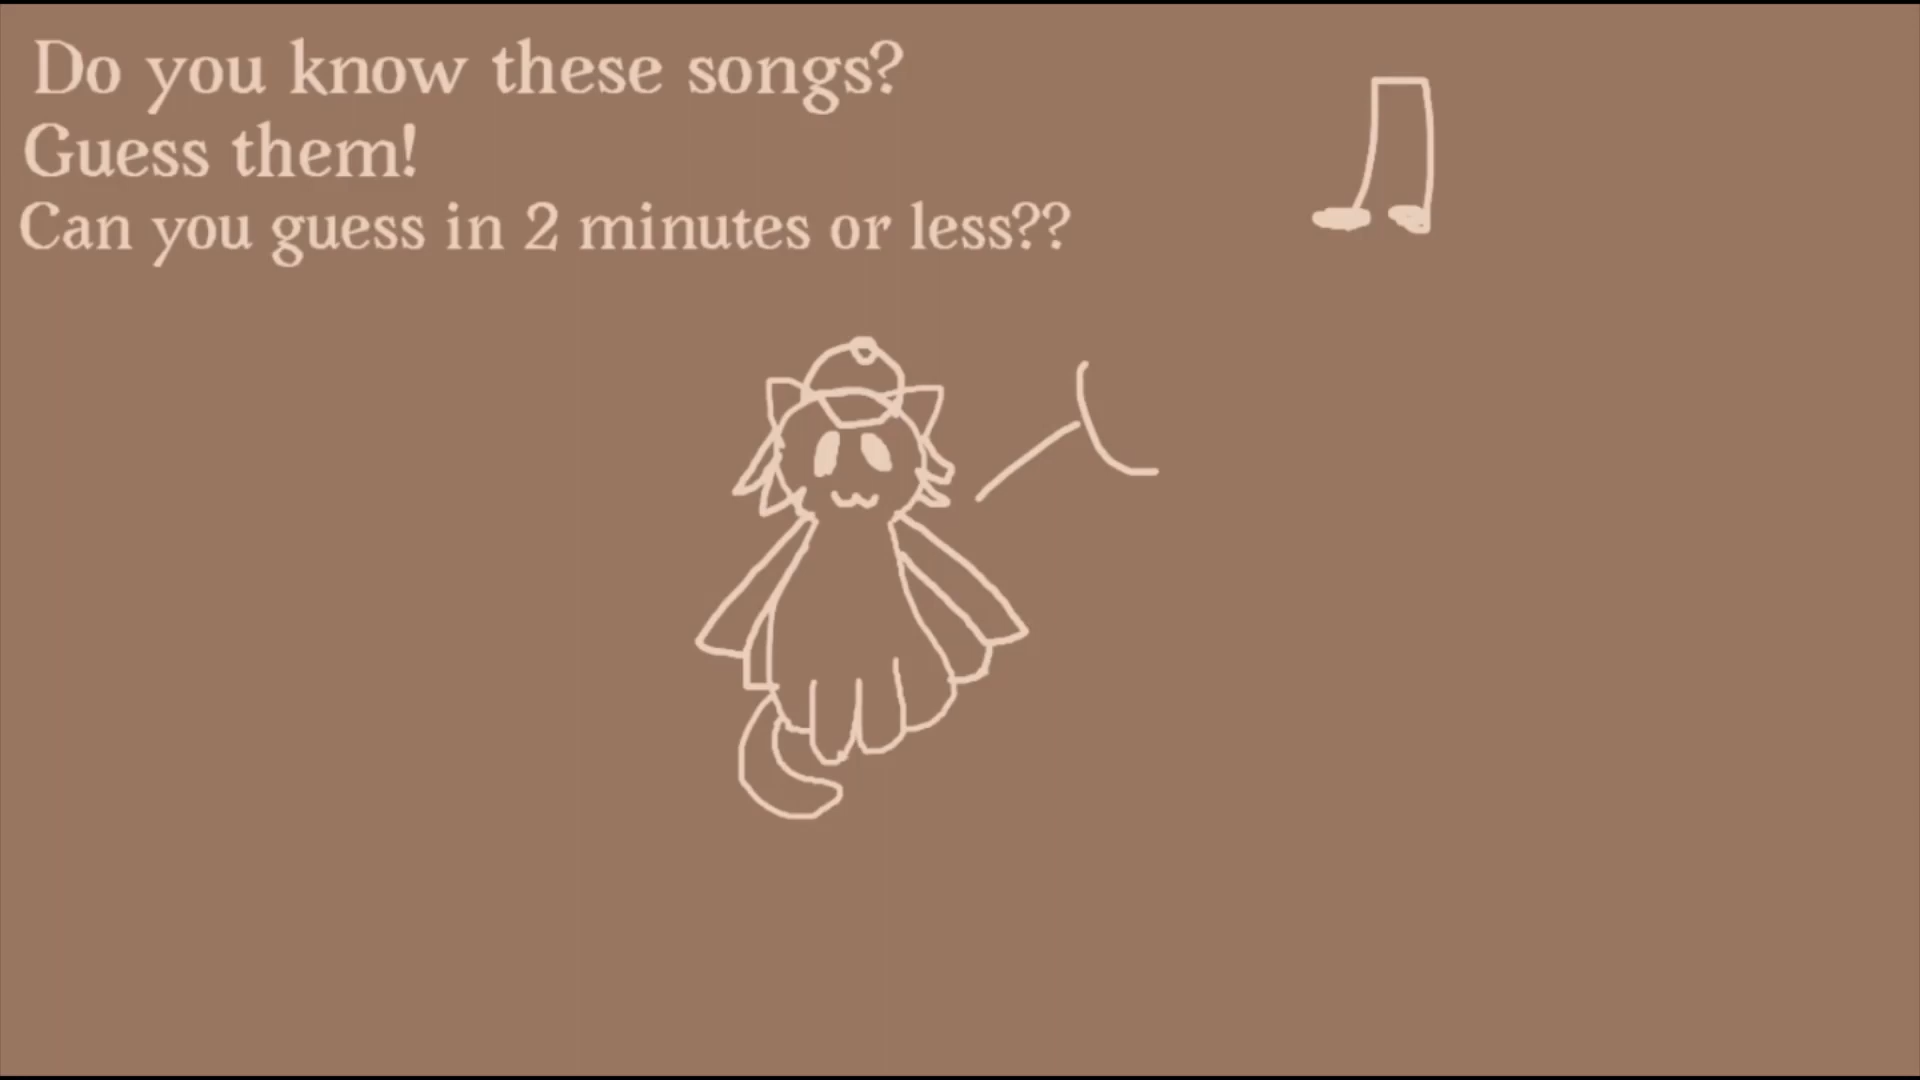 Do you know these songs?
Guess them!
Can you guess in 2 minutes or less??